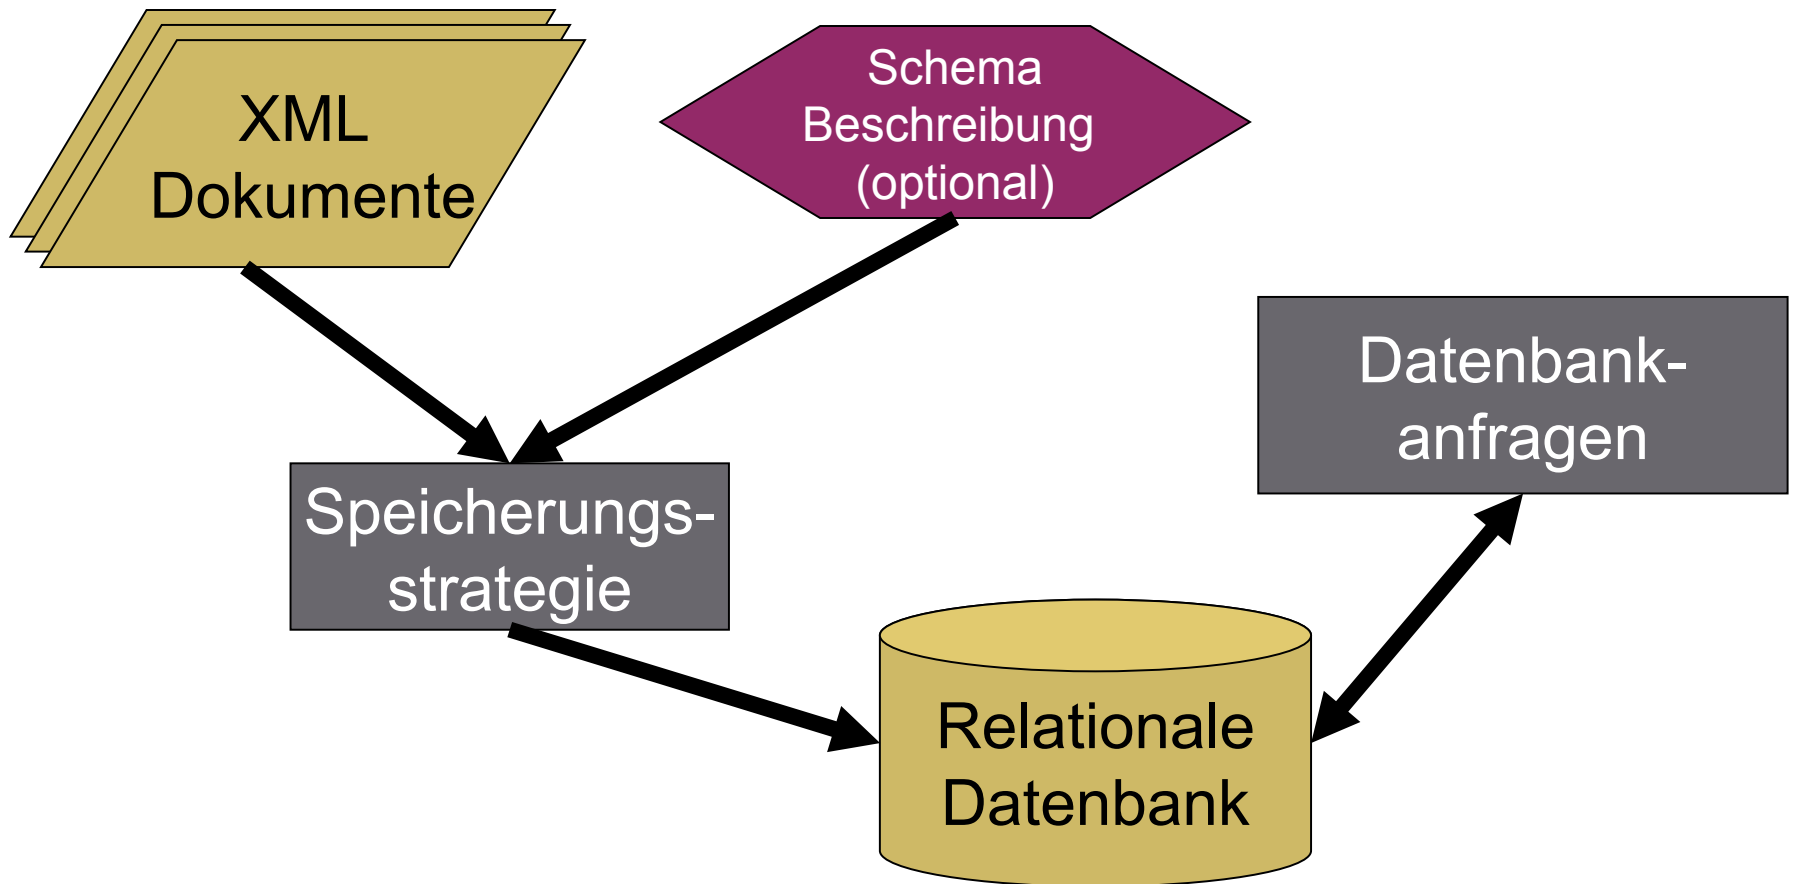 XML
Dokumente
Schema
Beschreibung
(optional)
Datenbank-
anfragen
Speicherungs-
strategie
Relationale
Datenbank